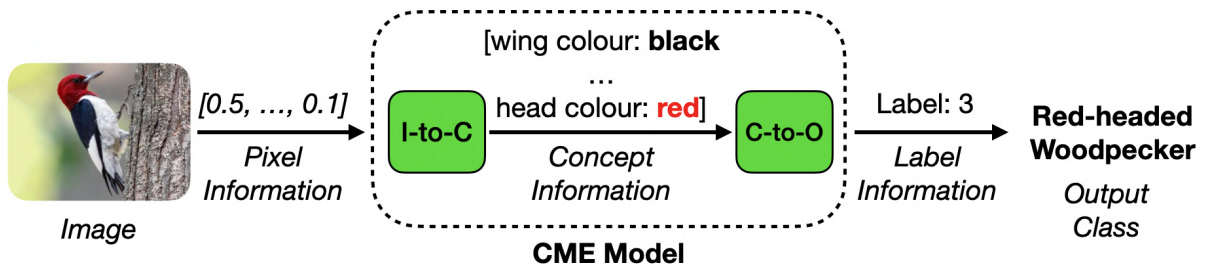 Image
[0.5, ..., 0.1]
Pixel
Information
[wing colour: black
...
head colour: red]
I-to-C
Concept
Information
C-to-O
CME Model
Label: 3
Label
Information
Red-headed
Woodpecker
Output
Class